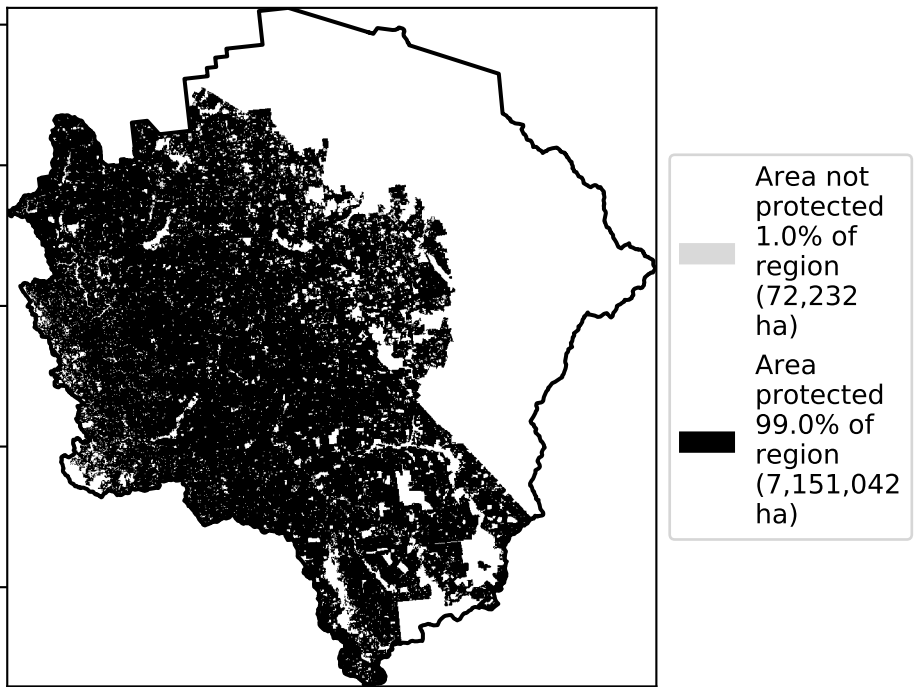 Area not
protected
1.0% of
region
(72,232
ha)
Area
protected
99.0% of
region
(7,151,042
ha)